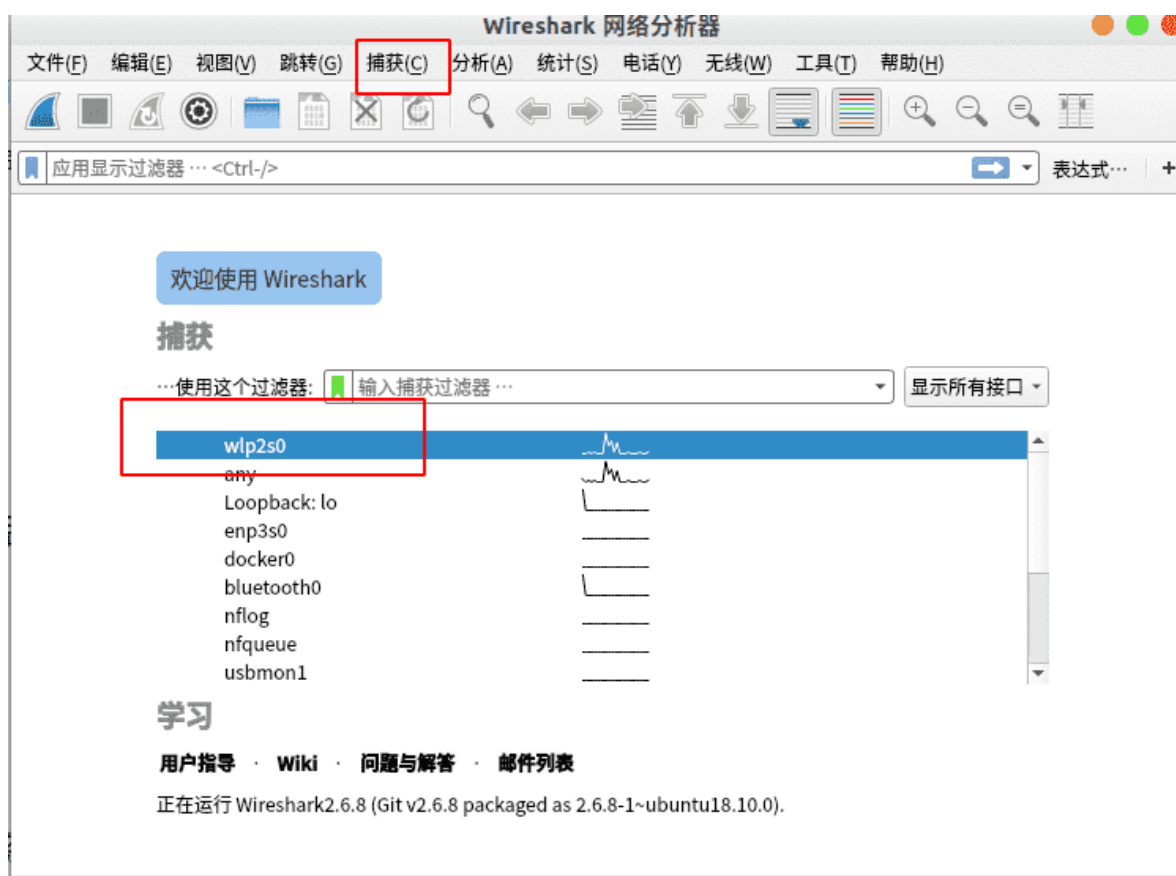 Wireshark 网络分析器
文件(F) 编辑(E) 视图(V) 跳转(G) 捕获(C) 分析(A) 统计(S) 电话(Y) 无线(W) 工具(T) 帮助(H)
应用显示过滤器 … <Ctrl-/> 表达式… +
欢迎使用 Wireshark
捕获
…使用这个过滤器: 输入捕获过滤器 … 显示所有接口
wlp2s0
any
Loopback: lo
enp3s0
docker0
bluetooth0
nflog
nfqueue
usbmon1
学习
用户指导 · Wiki · 问题与解答 · 邮件列表
正在运行 Wireshark2.6.8 (Git v2.6.8 packaged as 2.6.8-1~ubuntu18.10.0).